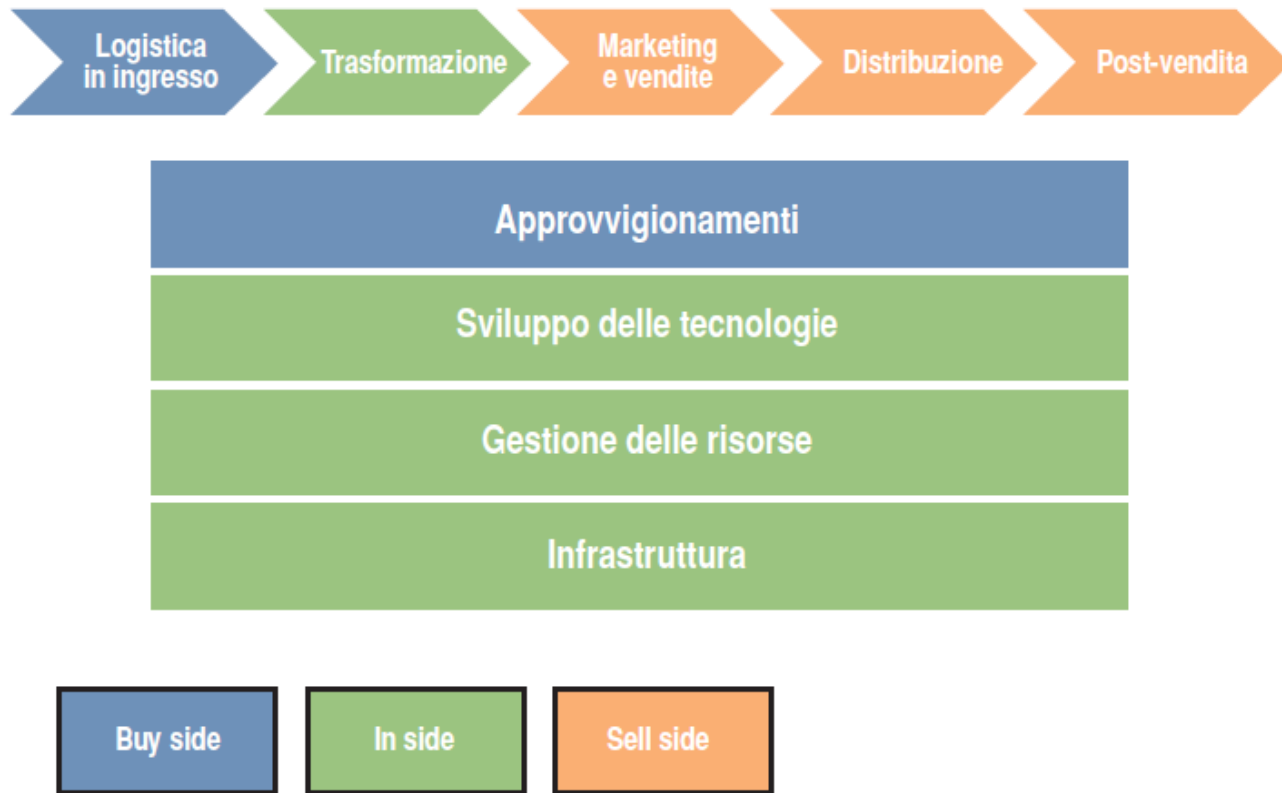 Logistica
in ingresso
Trasformazione
Marketing
e vendite
Distribuzione
Post-vendita
Approvvigionamenti
Sviluppo delle tecnologie
Gestione delle risorse
Infrastruttura
Buy side
In side
Sell side